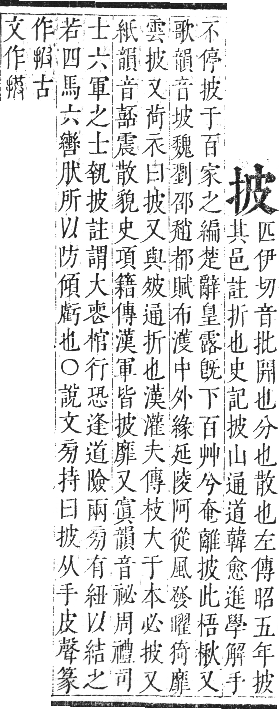 披
匹伊切音批開也分也散也左傳昭五年披
其邑註折也史記披山通道韓愈進學解手
不停披于百家之編楚辭皇露旣下百艸兮奄離披此梧楸又
歌韻音坡魏劉邵趙都賦布濩中外緣延陵阿從風發曜猗靡
雲披又荷衣曰披又與㱟通折也漢灌夫傳枝大于本必披又
紙韻音噽震散貌史項籍傳漢軍皆披靡又寘韻音祕周禮司
士六軍之士執披註謂大喪棺行恐逢道險兩旁有紐以結之
若四馬六轡肰所以防傾虧也〇說文旁持曰披从手皮聲篆
作
古
文作